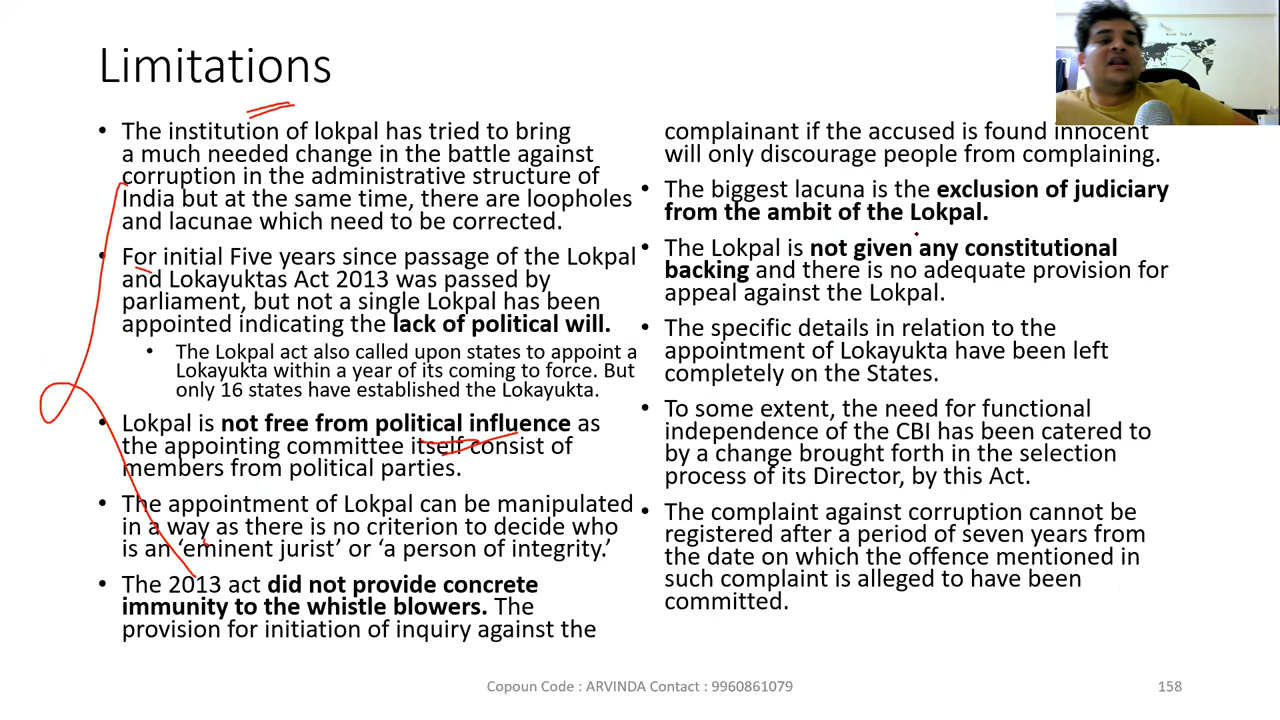 Limitations
• The institution of lokpal has tried to bring
a much needed change in the battle against
corruption in the administrative structure of
India but at the same time, there are loopholes
and lacunae which need to be corrected.
• For initial Five years since passage of the Lokpal
and Lokayuktas Act 2013 was passed by
parliament, but not a single Lokpal has been
appointed indicating the lack of political will.
• The Lokpal act also called upon states to appoint a
Lokayukta within a year of its coming to force. But
only 16 states have established the Lokayukta.
• Lokpal is not free from political influence as
the appointing committee itself consist of
members from political parties.
• The appointment of Lokpal can be manipulated
in a way as there is no criterion to decide who
is an ‘eminent jurist’ or ‘a person of integrity.’
• The 2013 act did not provide concrete
immunity to the whistle blowers. The
provision for initiation of inquiry against the
complainant if the accused is found innocent
will only discourage people from complaining.
• The biggest lacuna is the exclusion of judiciary
from the ambit of the Lokpal.
• The Lokpal is not given any constitutional
backing and there is no adequate provision for
appeal against the Lokpal.
• The specific details in relation to the
appointment of Lokayukta have been left
completely on the States.
• To some extent, the need for functional
independence of the CBI has been catered to
by a change brought forth in the selection
process of its Director, by this Act.
• The complaint against corruption cannot be
registered after a period of seven years from
the date on which the offence mentioned in
such complaint is alleged to have been
committed.
Copoun Code : ARVINDA Contact : 9960861079
158